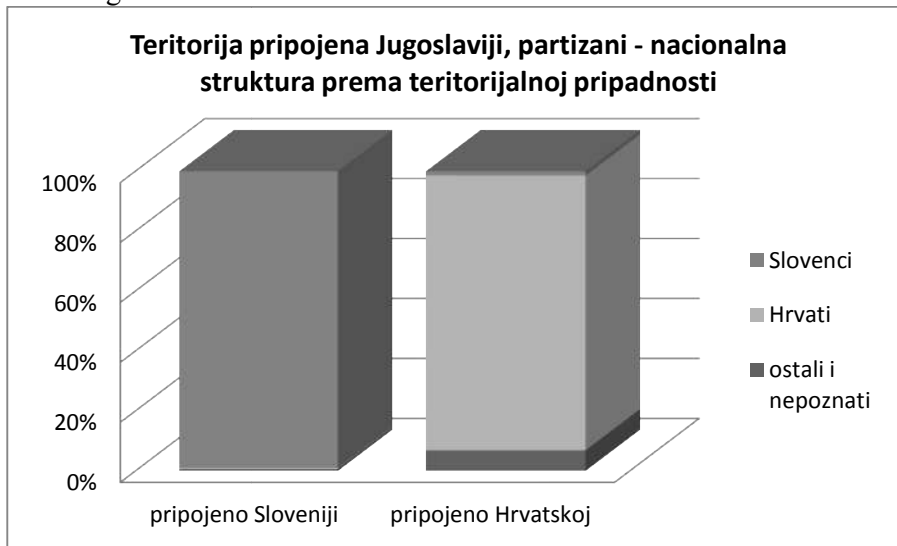 Teritorija pripojena Jugoslaviji, partizani - nacionalna
struktura prema teritorijalnoj pripadnosti
100%
80%
60%
40%
20%
0%
pripojeno Sloveniji
pripojeno Hrvatskoj
Slovenci
Hrvati
ostali i
nepoznati